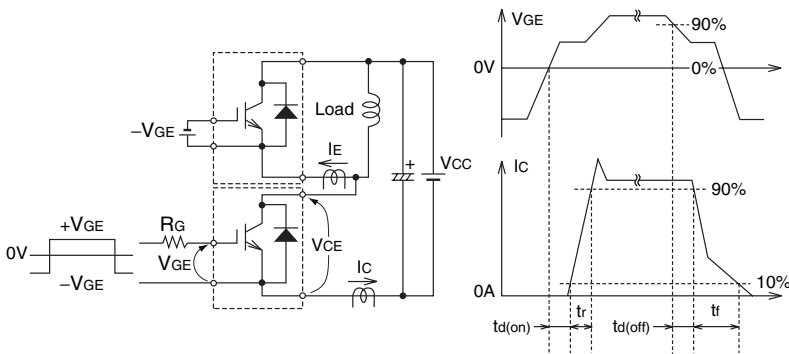 –VGE
Load
IE
+
VCC
+VGE
0V
–VGE
RG
VGE
VCE
IC
VGE
90%
0V
0%
IC
90%
0A
10%
td(on)
tr
td(off)
tf